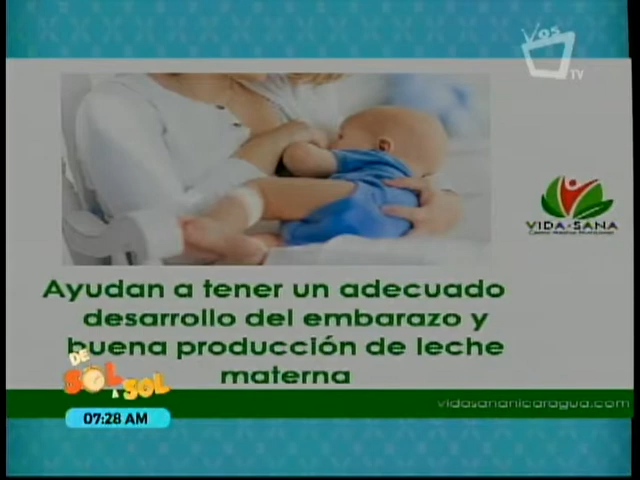 Vos
TV
VIDA SANA
Ayudan a tener un adecuado
desarrollo del embarazo y
buena producción de leche
materna
DE
SOL
A SOL
vidasananicaragua.com
07:28 AM